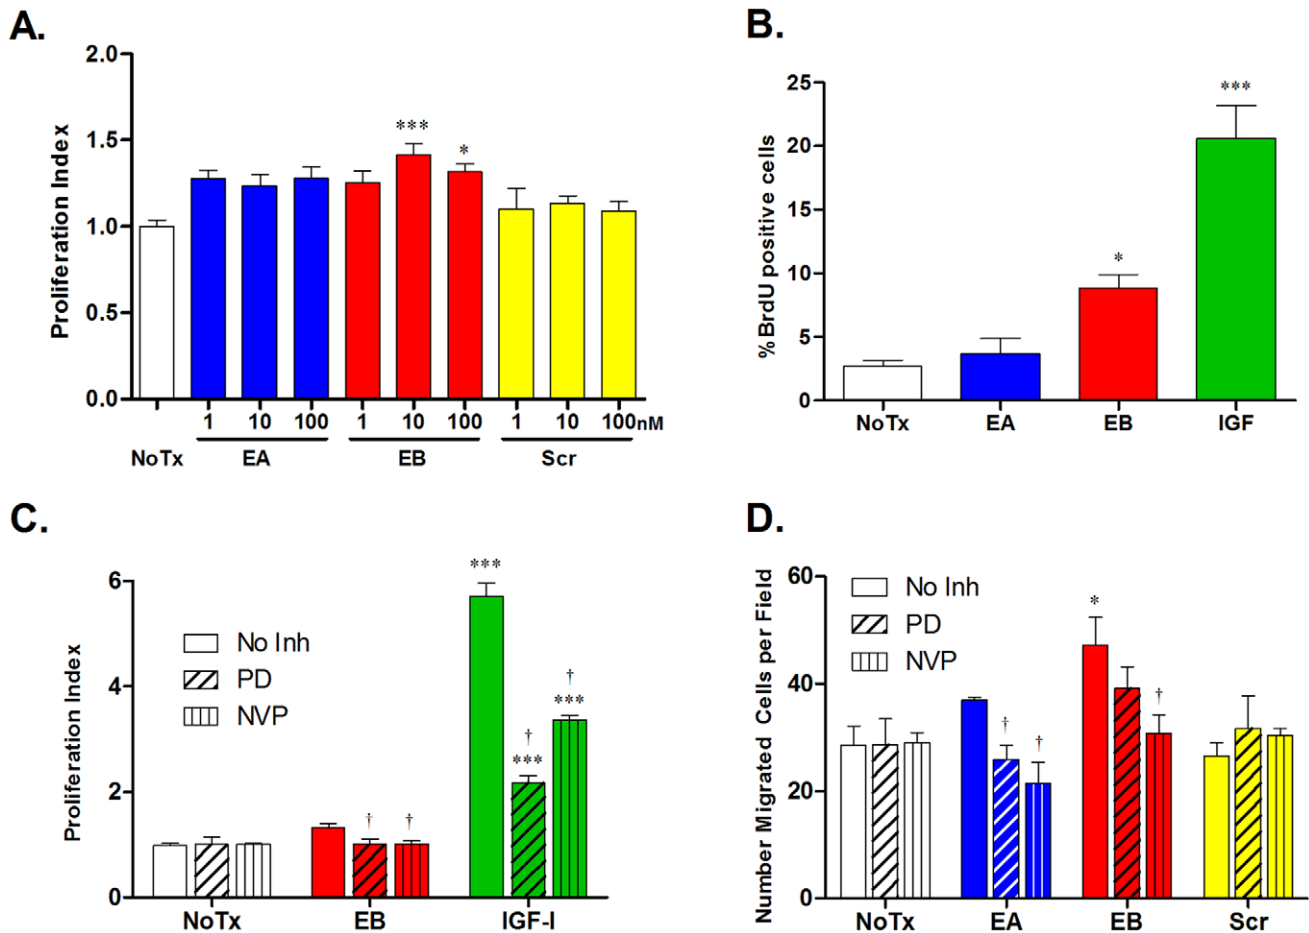 A.
Proliferation Index
2.0
1.5
1.0
0.5
0.0
***
*
1 10 100 1 10 100 1 10 100nM
NoTx EA EB Scr
B.
% BrdU positive cells
25
20
15
10
5
0
*
***
NoTx EA EB IGF
C.
Proliferation Index
6
4
2
0
No Inh
PD
NVP
† †
***
†
***
†
***
NoTx EB IGF-I
D.
Number Migrated Cells per Field
60
40
20
0
No Inh
PD
NVP
† †
*
†
NoTx EA EB Scr